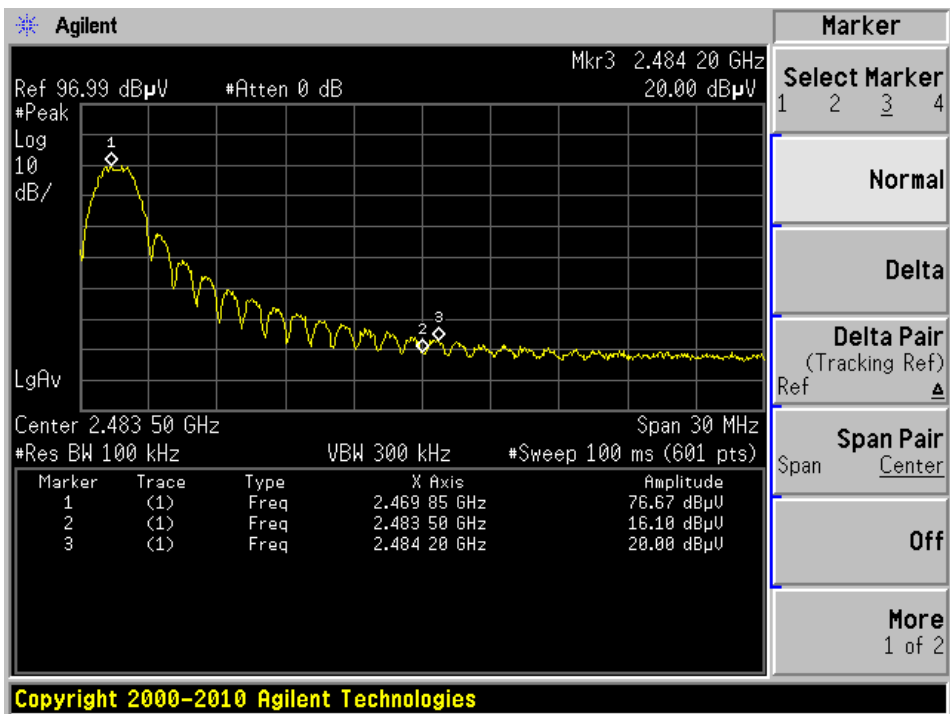 Agilent
Marker
Mkr3 2.484 20 GHz
Ref 96.99 dBµV #Atten 0 dB 20.00 dBµV
#Peak
Log
10
dB/
1
2
3
LgAv
Center 2.483 50 GHz Span 30 MHz
#Res BW 100 kHz VBW 300 kHz #Sweep 100 ms (601 pts)
Marker Trace Type X Axis Amplitude
1 (1) Freq 2.469 85 GHz 76.67 dBµV
2 (1) Freq 2.483 50 GHz 16.10 dBµV
3 (1) Freq 2.484 20 GHz 20.00 dBµV
Select Marker
1 2 3 4
Normal
Delta
Delta Pair
(Tracking Ref)
Ref Δ
Span Pair
Span Center
Off
More
1 of 2
Copyright 2000-2010 Agilent Technologies